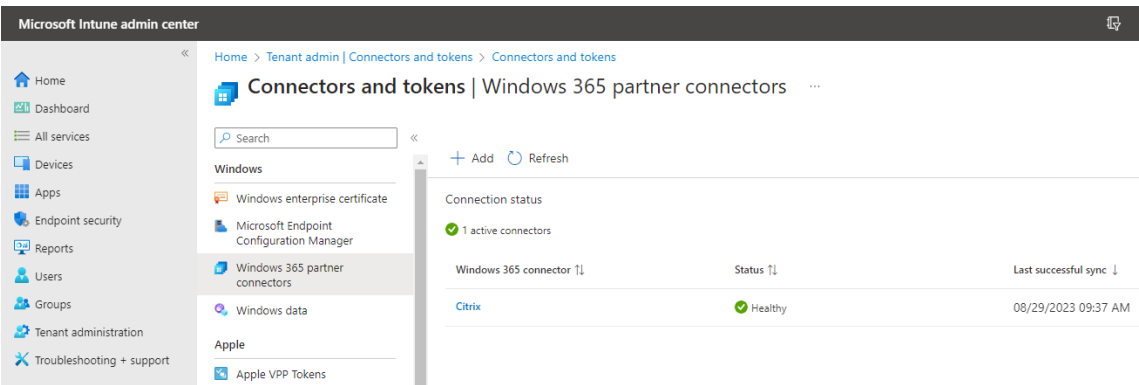 Microsoft Intune admin center
«
Home
Dashboard
All services
Devices
Apps
Endpoint security
Reports
Users
Groups
Tenant administration
Troubleshooting + support
Home > Tenant admin | Connectors and tokens > Connectors and tokens
Connectors and tokens | Windows 365 partner connectors ...
Search
«
Windows
Windows enterprise certificate
Microsoft Endpoint
Configuration Manager
Windows 365 partner
connectors
Windows data
Apple
Apple VPP Tokens
+ Add Refresh
Connection status
1 active connectors
Windows 365 connector ↑↓ Status ↑↓ Last successful sync ↓
Citrix Healthy 08/29/2023 09:37 AM